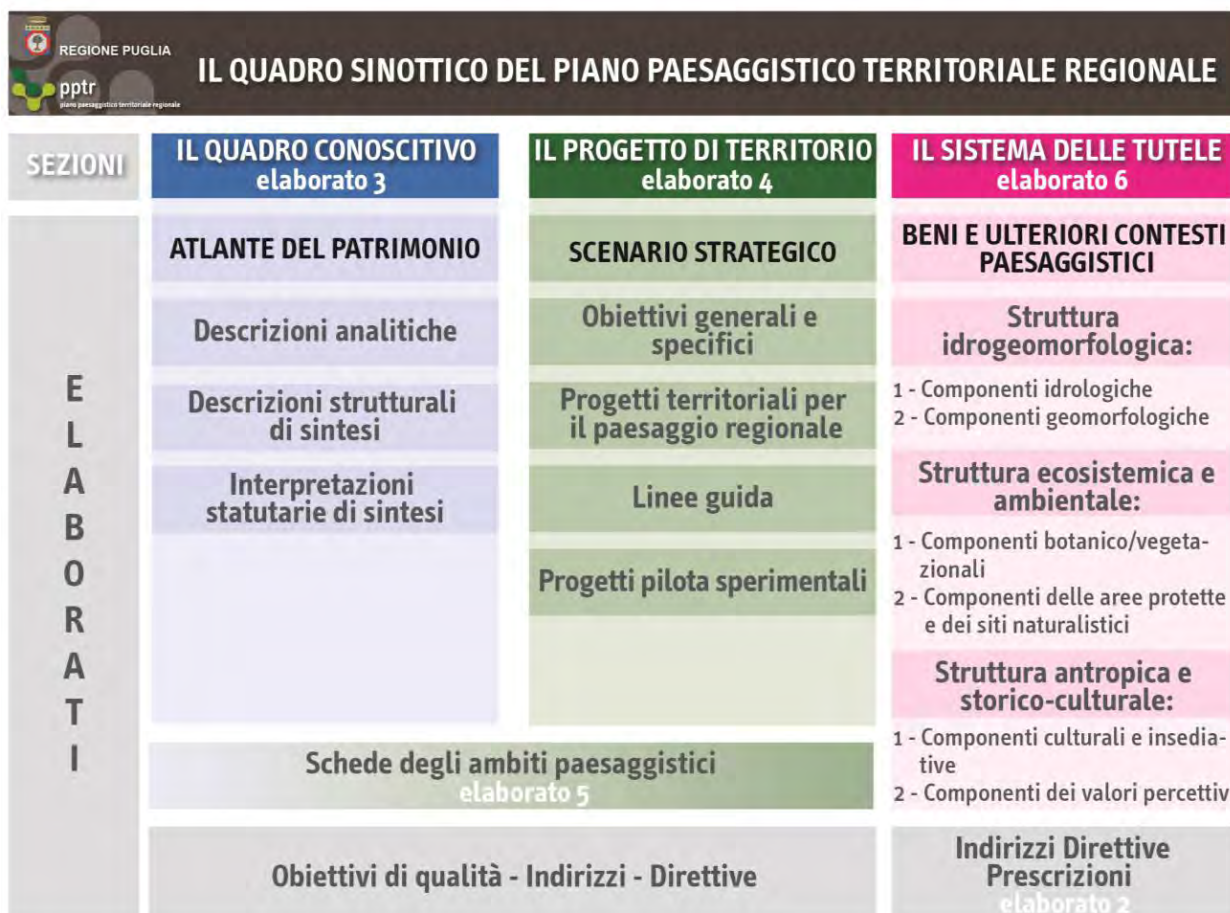 REGIONE PUGLIA
pptr
piano paesaggistico territoriale regionale
IL QUADRO SINOTTICO DEL PIANO PAESAGGISTICO TERRITORIALE REGIONALE
SEZIONI
IL QUADRO CONOSCITIVO
elaborato 3
IL PROGETTO DI TERRITORIO
elaborato 4
IL SISTEMA DELLE TUTELE
elaborato 6
ELABORATI
ATLANTE DEL PATRIMONIO
Descrizioni analitiche
Descrizioni strutturali
di sintesi
Interpretazioni
statutarie di sintesi
SCENARIO STRATEGICO
Obiettivi generali e
specifici
Progetti territoriali per
il paesaggio regionale
Linee guida
Progetti pilota sperimentali
BENI E ULTERIORI CONTESTI
PAESAGGISTICI
Struttura
idrogeomorfologica:
1 - Componenti idrologiche
2 - Componenti geomorfologiche
Struttura ecosistemica e
ambientale:
1 - Componenti botanico/vegeta-
zionali
2 - Componenti delle aree protette
e dei siti naturalistici
Struttura antropica e
storico-culturale:
1 - Componenti culturali e insedia-
tive
2 - Componenti dei valori percettiv
Schede degli ambiti paesaggistici
elaborato 5
Obiettivi di qualità - Indirizzi - Direttive
Indirizzi Direttive
Prescrizioni
elaborato 2